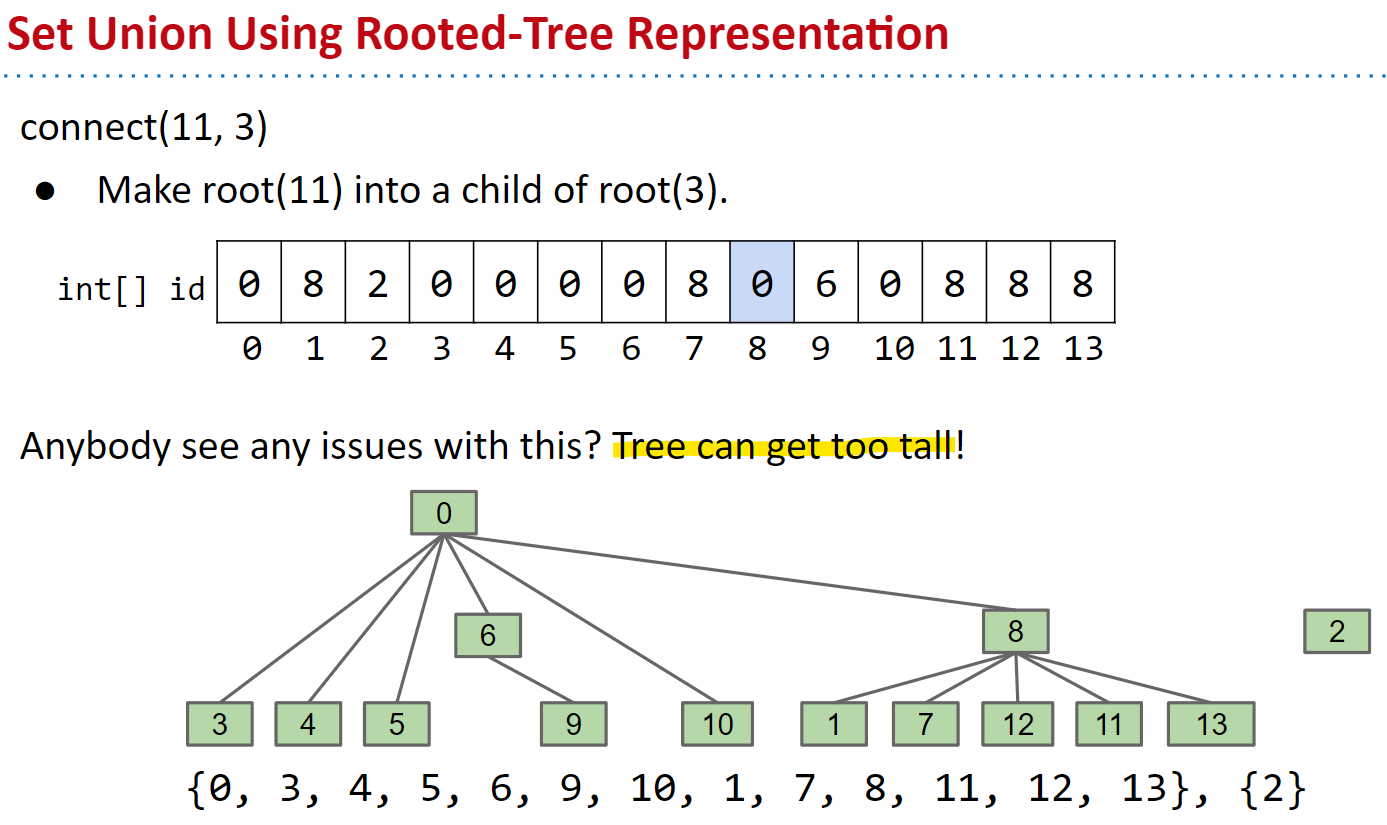 Set Union Using Rooted-Tree Representation
connect(11, 3)
● Make root(11) into a child of root(3).
int[] id 0 8 2 0 0 0 0 8 0 6 0 8 8 8
0 1 2 3 4 5 6 7 8 9 10 11 12 13
Anybody see any issues with this? Tree can get too tall!
0
6 8 2
3 4 5 9 10 1 7 12 11 13
{0, 3, 4, 5, 6, 9, 10, 1, 7, 8, 11, 12, 13}, {2}